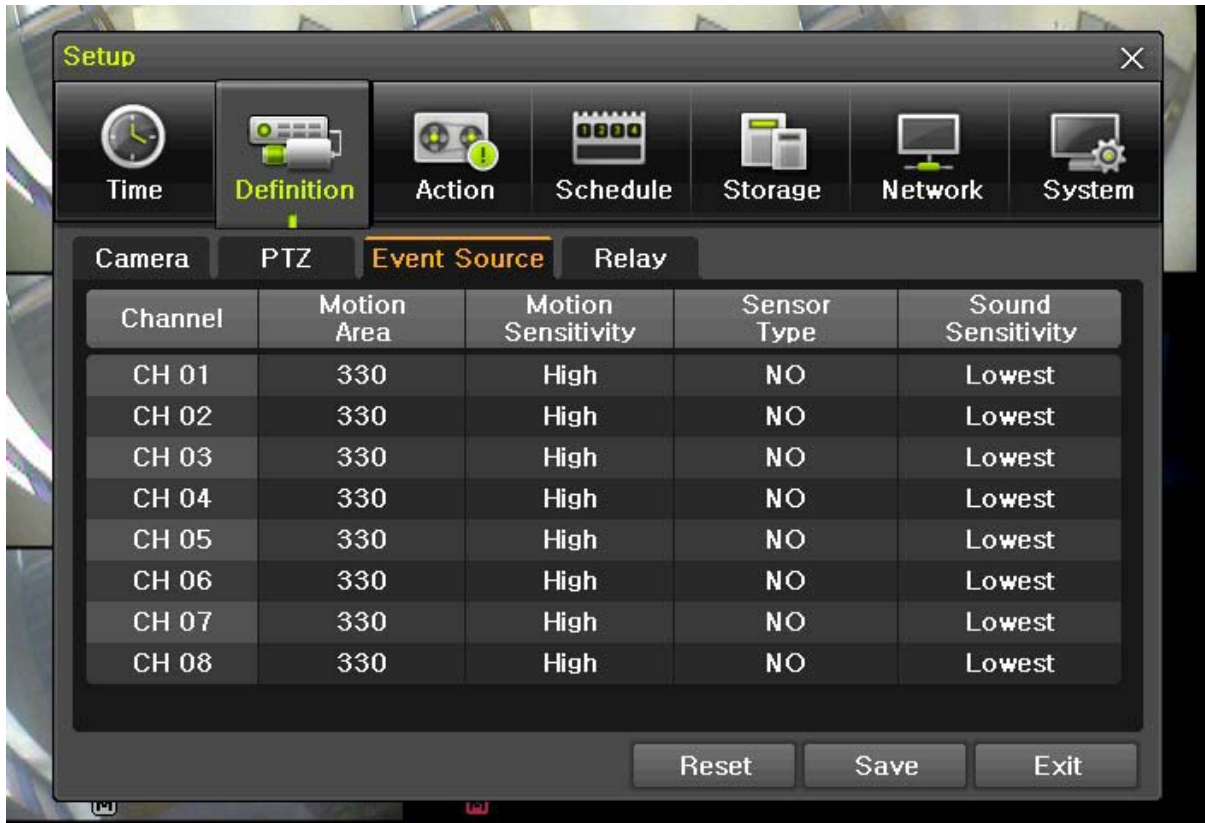 Setup
Time Definition Action Schedule Storage Network System
Camera PTZ Event Source Relay
Channel Motion Area Motion Sensitivity Sensor Type Sound Sensitivity
CH 01 330 High NO Lowest
CH 02 330 High NO Lowest
CH 03 330 High NO Lowest
CH 04 330 High NO Lowest
CH 05 330 High NO Lowest
CH 06 330 High NO Lowest
CH 07 330 High NO Lowest
CH 08 330 High NO Lowest
Reset Save Exit